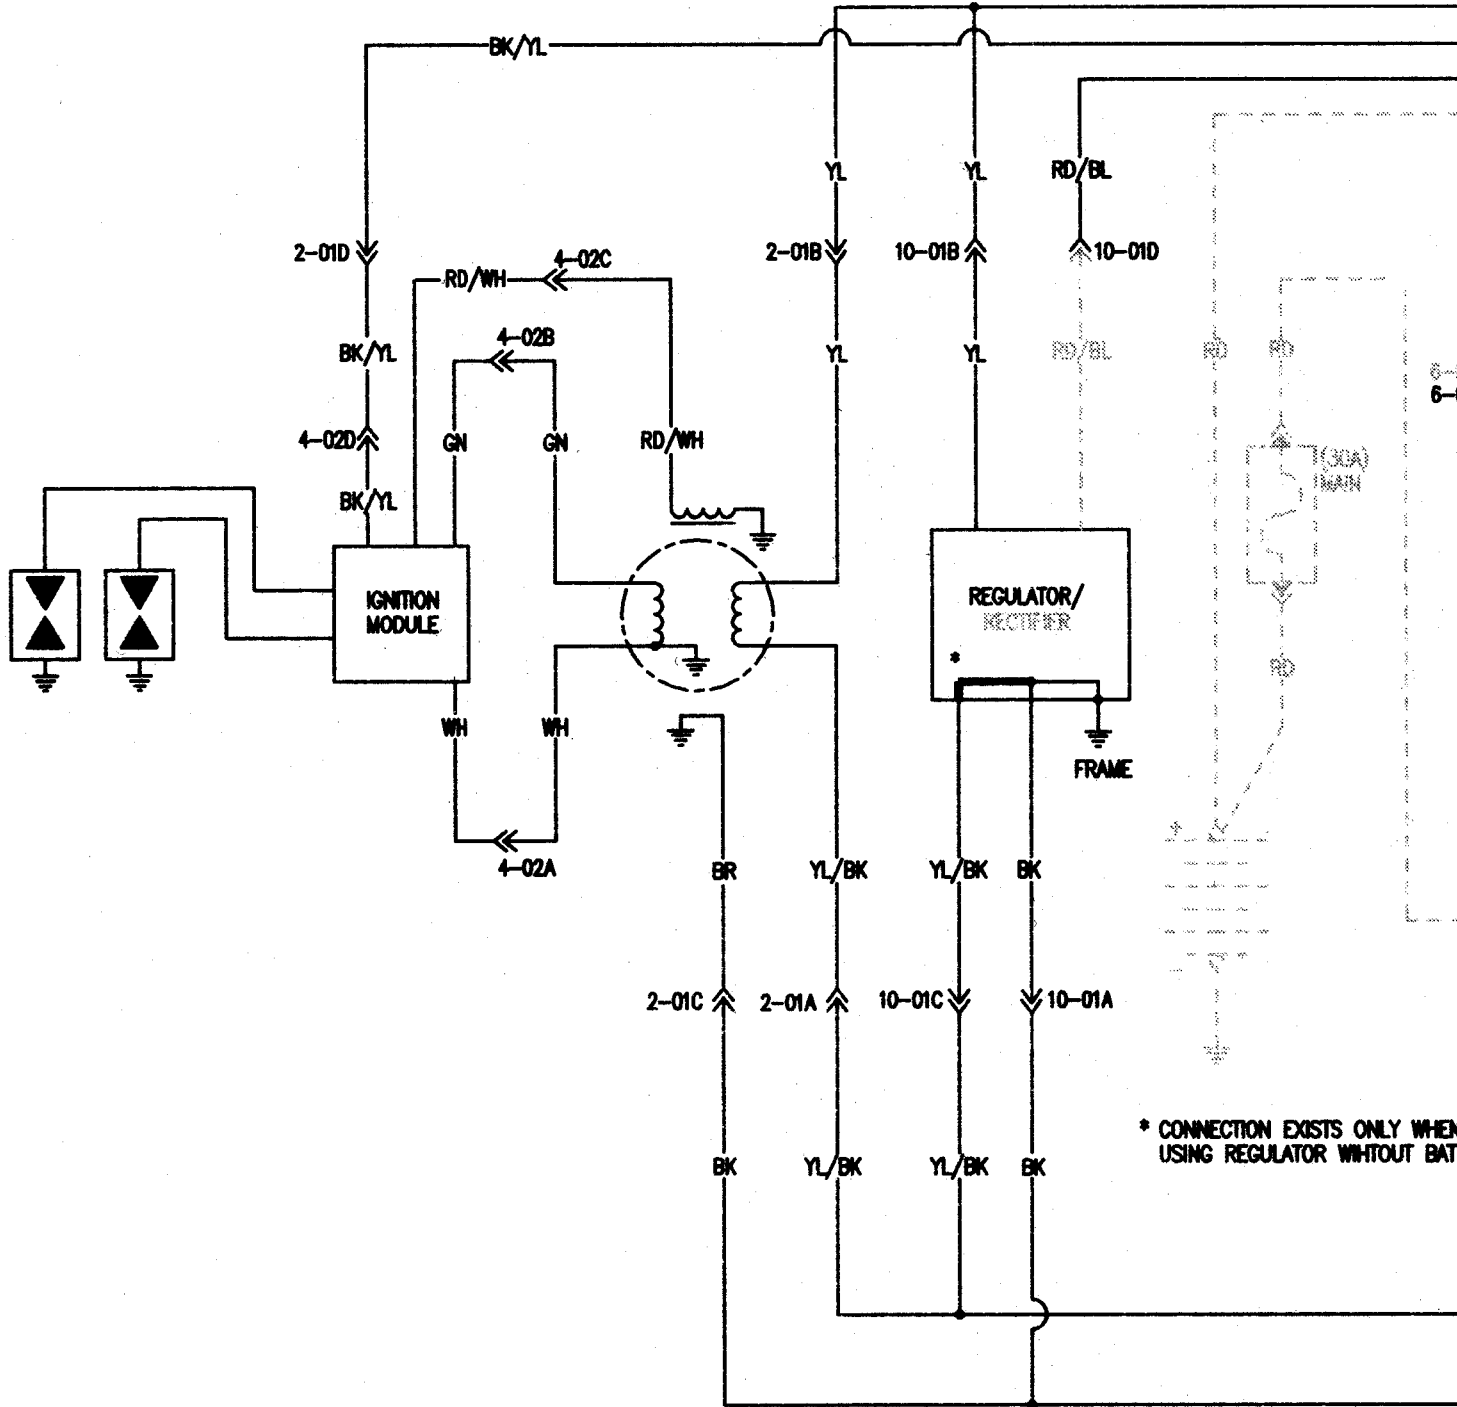 BK/YL
YL
YL
RD/BL
2-01D
4-02C
2-01B
10-01B
10-01D
RD/WH
4-02B
BK/YL
YL
YL
RD/BL
RD
RD
6-
6-
4-02D
GN
GN
RD/WH
(30A)
MAIN
BK/YL
IGNITION
MODULE
REGULATOR/
RECTIFIER
*
RD
WH
WH
FRAME
4-02A
BR
YL/BK
YL/BK
BK
2-01C
2-01A
10-01C
10-01A
* CONNECTION EXISTS ONLY WHEN
USING REGULATOR WHTOUT BAT
BK
YL/BK
YL/BK
BK